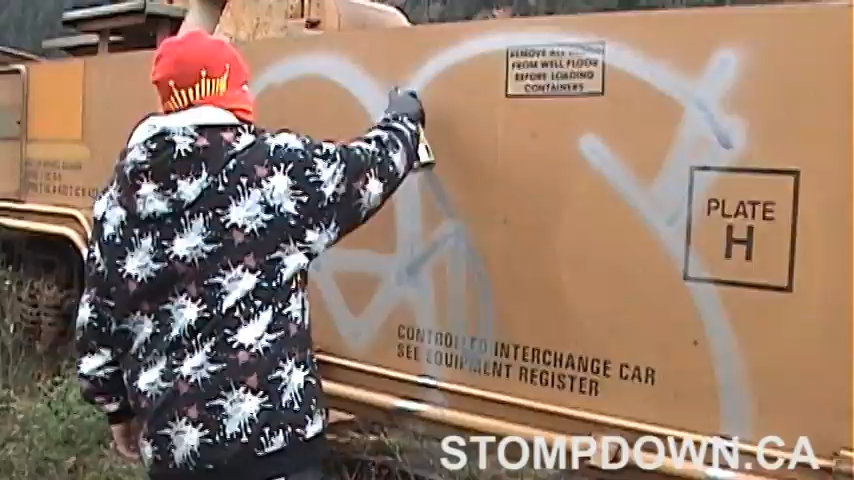 REMOVE ALL
FROM WELL FLOOR
BEFORE LOADING
CONTAINERS
PLATE
H
CONTROLLED INTERCHANGE CAR
SEE EQUIPMENT REGISTER
STOMPDOWN.CA